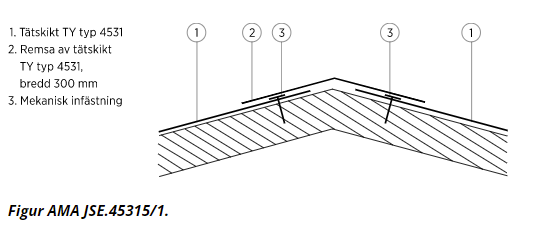 1. Tätskikt TY typ 4531
2. Remsa av tätskikt
TY typ 4531,
bredd 300 mm
3. Mekanisk infästning
1 2 3 3 1
Figur AMA JSE.45315/1.